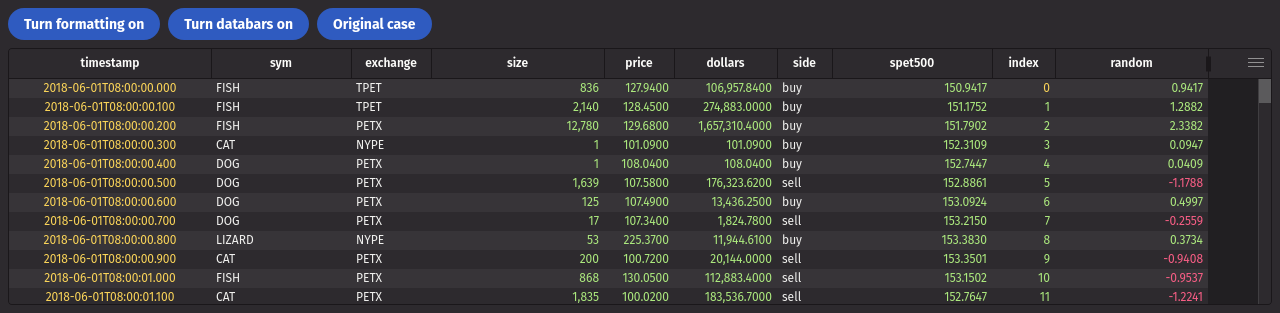 Turn formatting on Turn databars on Original case
timestamp sym exchange size price dollars side spet500 index random
2018-06-01T08:00:00.000 FISH TPET 836 127.9400 106,957.8400 buy 150.9417 0 0.9417
2018-06-01T08:00:00.100 FISH TPET 2,140 128.4500 274,883.0000 buy 151.1752 1 1.2882
2018-06-01T08:00:00.200 FISH PETX 12,780 129.6800 1,657,310.4000 buy 151.7902 2 2.3382
2018-06-01T08:00:00.300 CAT NYPE 1 101.0900 101.0900 buy 152.3109 3 0.0947
2018-06-01T08:00:00.400 DOG PETX 1 108.0400 108.0400 buy 152.7447 4 0.0409
2018-06-01T08:00:00.500 DOG PETX 1,639 107.5800 176,323.6200 sell 152.8861 5 -1.1788
2018-06-01T08:00:00.600 DOG PETX 125 107.4900 13,436.2500 buy 153.0924 6 0.4997
2018-06-01T08:00:00.700 DOG PETX 17 107.3400 1,824.7800 sell 153.2150 7 -0.2559
2018-06-01T08:00:00.800 LIZARD NYPE 53 225.3700 11,944.6100 buy 153.3830 8 0.3734
2018-06-01T08:00:00.900 CAT PETX 200 100.7200 20,144.0000 sell 153.3501 9 -0.9408
2018-06-01T08:00:01.000 FISH PETX 868 130.0500 112,883.4000 sell 153.1502 10 -0.9537
2018-06-01T08:00:01.100 CAT PETX 1,835 100.0200 183,536.7000 sell 152.7647 11 -1.2241